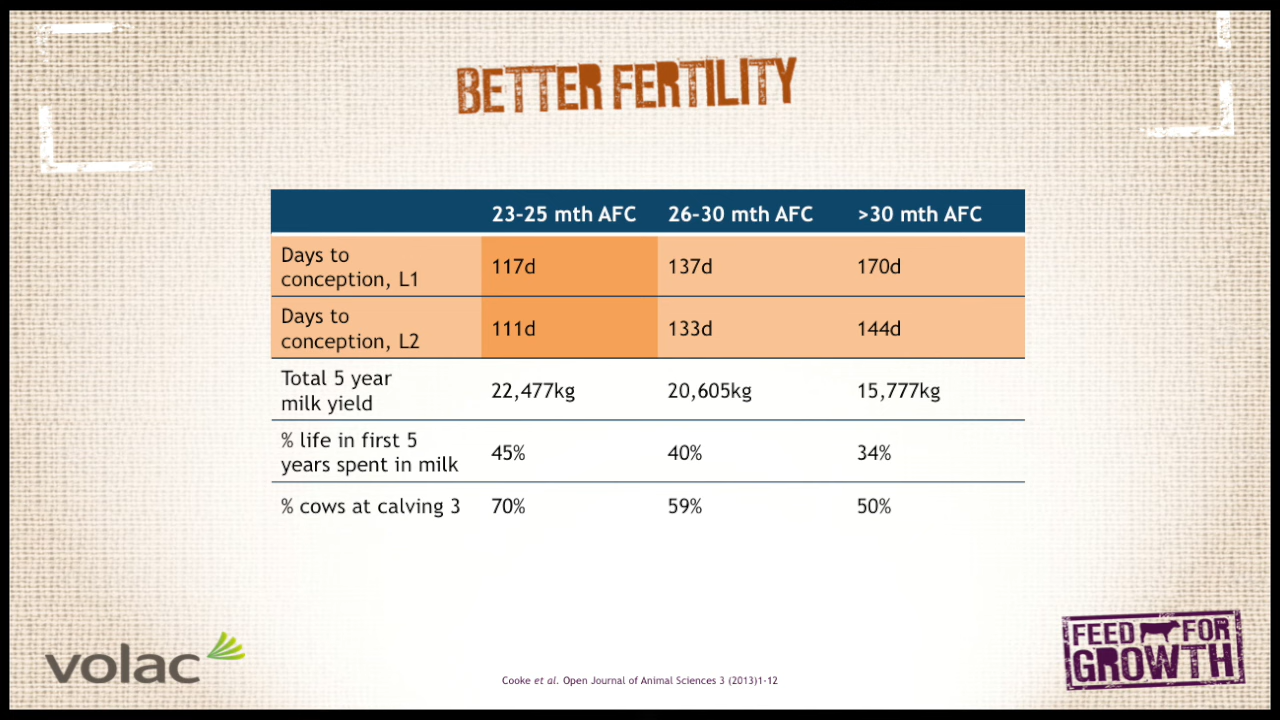 BETTER FERTILITY
23-25 mth AFC 26-30 mth AFC >30 mth AFC
Days to
conception, L1 117d 137d 170d
Days to
conception, L2 111d 133d 144d
Total 5 year
milk yield 22,477kg 20,605kg 15,777kg
% life in first 5
years spent in milk 45% 40% 34%
% cows at calving 3 70% 59% 50%
volac
Cooke et al. Open Journal of Animal Sciences 3 (2013)1-12
FEED FOR™
GROWTH